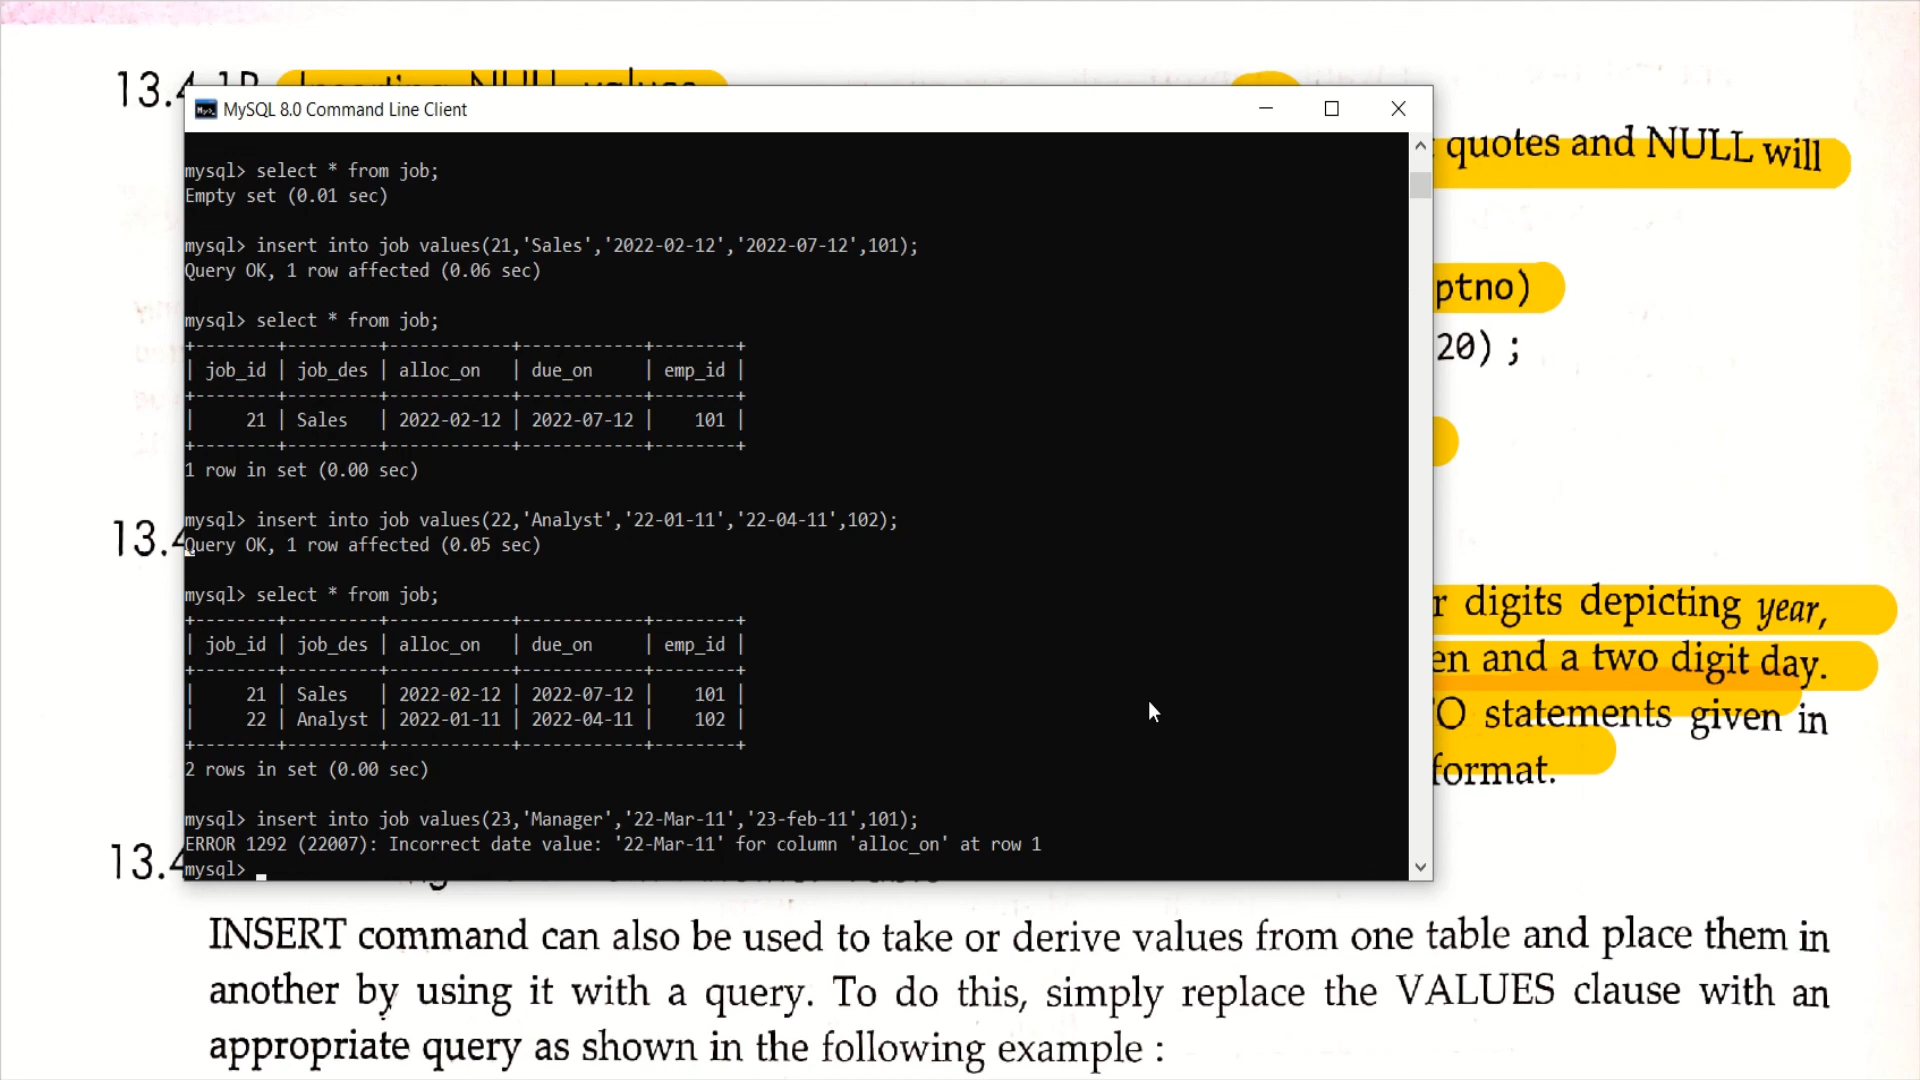 13.4.1B Inserting NULL values
MySQL 8.0 Command Line Client
quotes and NULL will
mysql> select * from job;
Empty set (0.01 sec)
mysql> insert into job values(21,'Sales','2022-02-12','2022-07-12',101);
Query OK, 1 row affected (0.06 sec)
ptno)
mysql> select * from job;
20) ;
+--------+---------+------------+------------+--------+
| job_id | job_des | alloc_on | due_on | emp_id |
+--------+---------+------------+------------+--------+
| 21 | Sales | 2022-02-12 | 2022-07-12 | 101 |
+--------+---------+------------+------------+--------+
1 row in set (0.00 sec)
mysql> insert into job values(22,'Analyst','22-01-11','22-04-11',102);
13.4
Query OK, 1 row affected (0.05 sec)
mysql> select * from job;
r digits depicting year,
+--------+---------+------------+------------+--------+
| job_id | job_des | alloc_on | due_on | emp_id |
en and a two digit day.
+--------+---------+------------+------------+--------+
| 21 | Sales | 2022-02-12 | 2022-07-12 | 101 |
| 22 | Analyst | 2022-01-11 | 2022-04-11 | 102 |
O statements given in
+--------+---------+------------+------------+--------+
2 rows in set (0.00 sec)
format.
mysql> insert into job values(23,'Manager','22-Mar-11','23-feb-11',101);
ERROR 1292 (22007): Incorrect date value: '22-Mar-11' for column 'alloc_on' at row 1
13.4
mysql>
INSERT command can also be used to take or derive values from one table and place them in
another by using it with a query. To do this, simply replace the VALUES clause with an
appropriate query as shown in the following example :